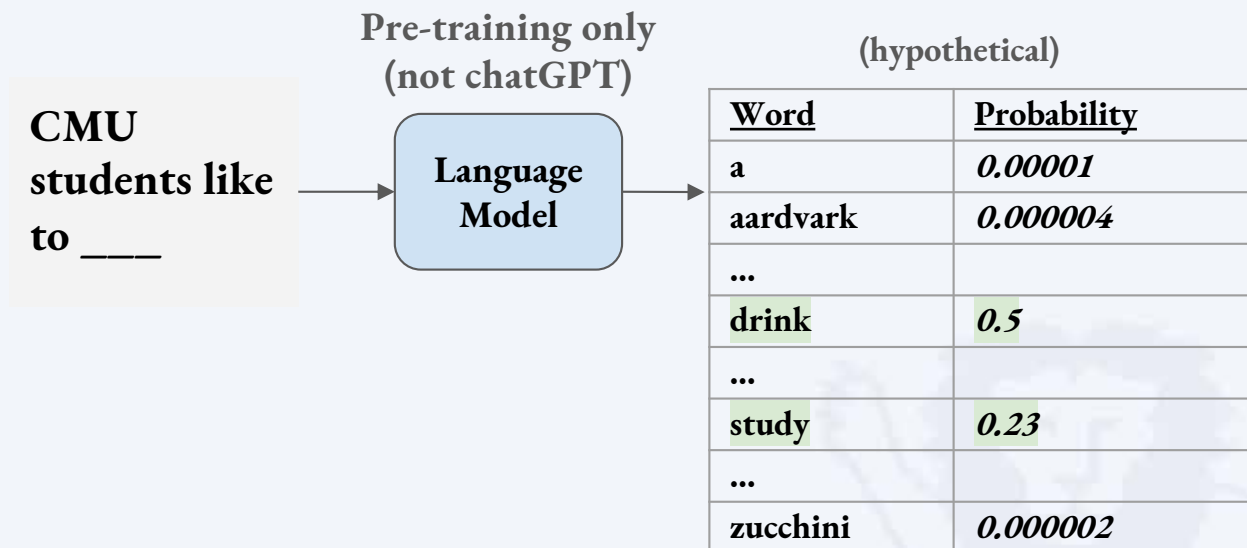 Pre-training only
(not chatGPT)
(hypothetical)
CMU
students like
to ___
Language
Model
Word Probability
a 0.00001
aardvark 0.000004
...
drink 0.5
...
study 0.23
...
zucchini 0.000002